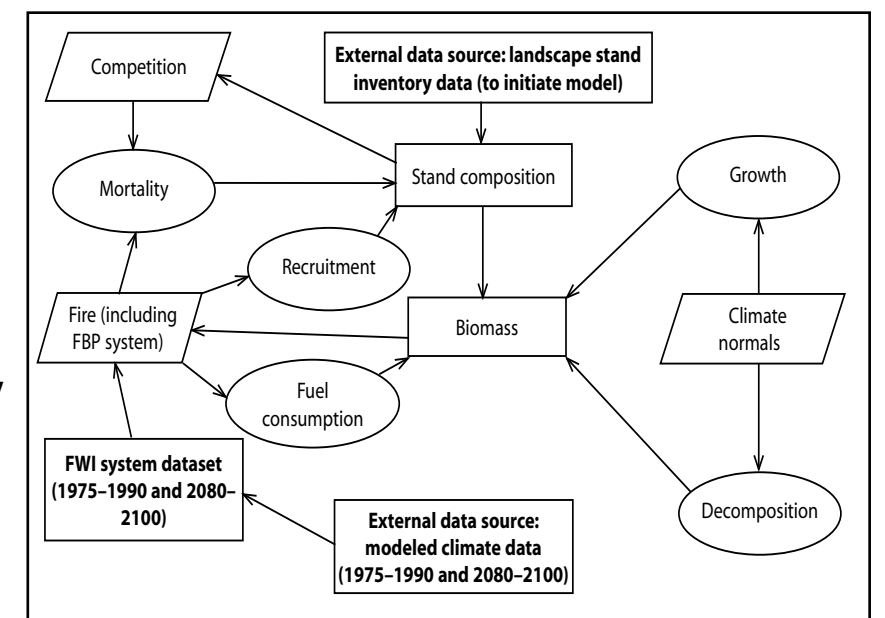 Competition
External data source: landscape stand
inventory data (to initiate model)
Mortality
Stand composition
Growth
Recruitment
Fire (including
FBP system)
Biomass
Climate
normals
Fuel
consumption
FWI system dataset
(1975–1990 and 2080–
2100)
External data source:
modeled climate data
(1975–1990 and 2080–2100)
Decomposition